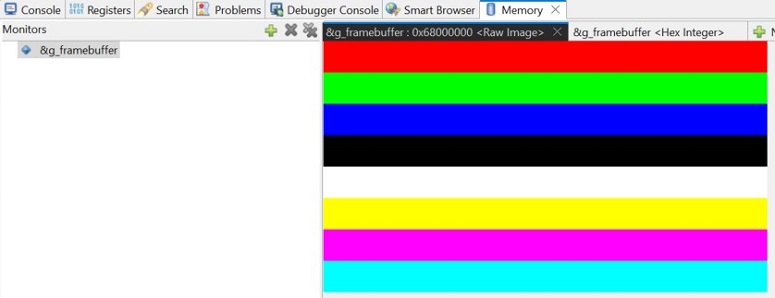 Console Registers Search Problems Debugger Console Smart Browser Memory
Monitors
&g_framebuffer : 0x68000000 <Raw Image> &g_framebuffer <Hex Integer>
&g_framebuffer